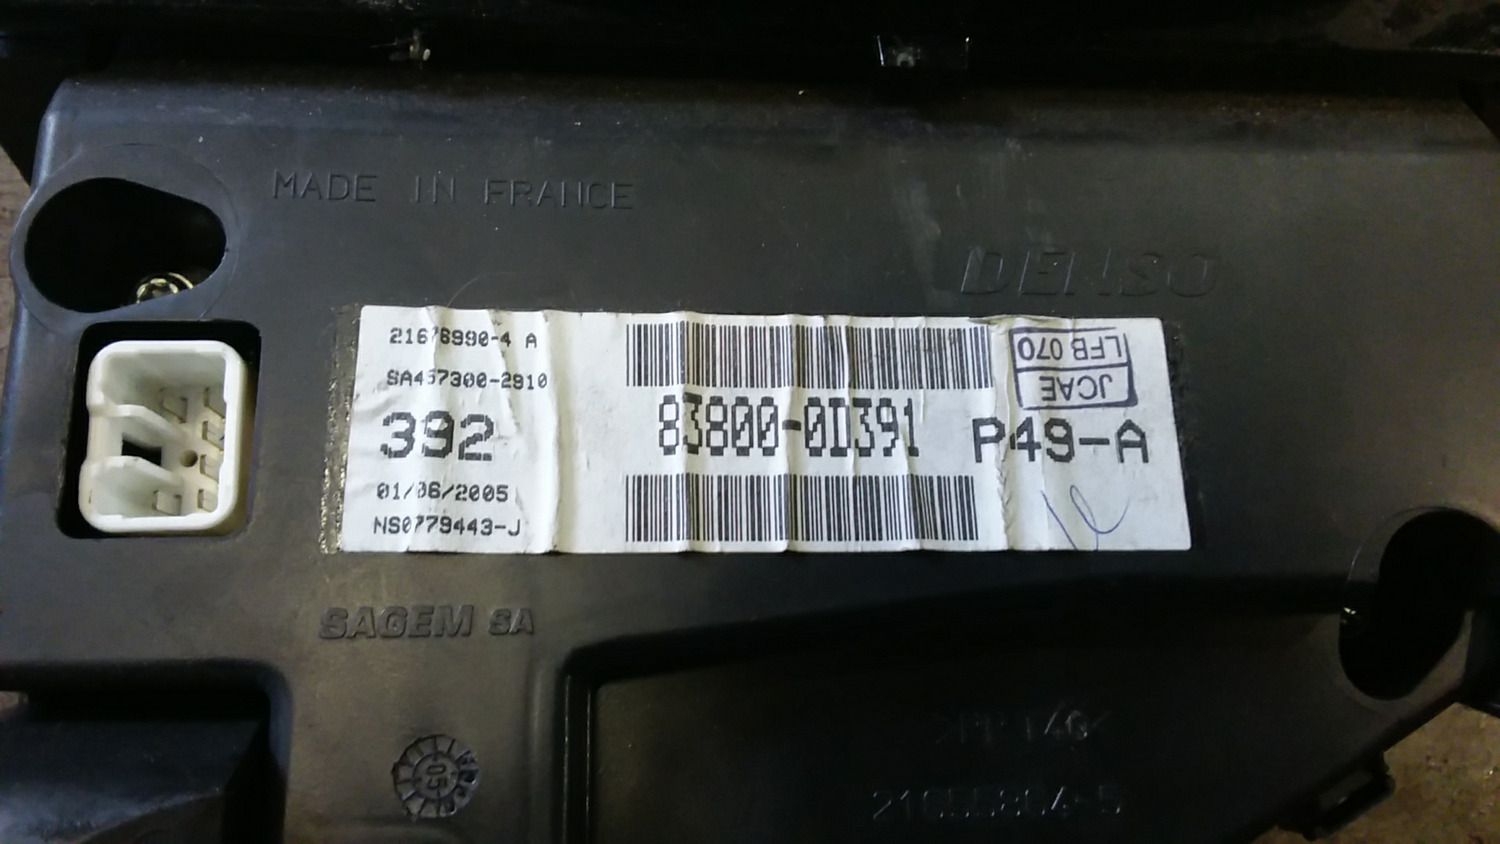 MADE IN FRANCE
DENSO
21676990-4 A
SA457300-2910
392
83800-0D391
P49-A
01/06/2005
NS0779443-J
LFB 070
JCAE
SAGEM SA
05